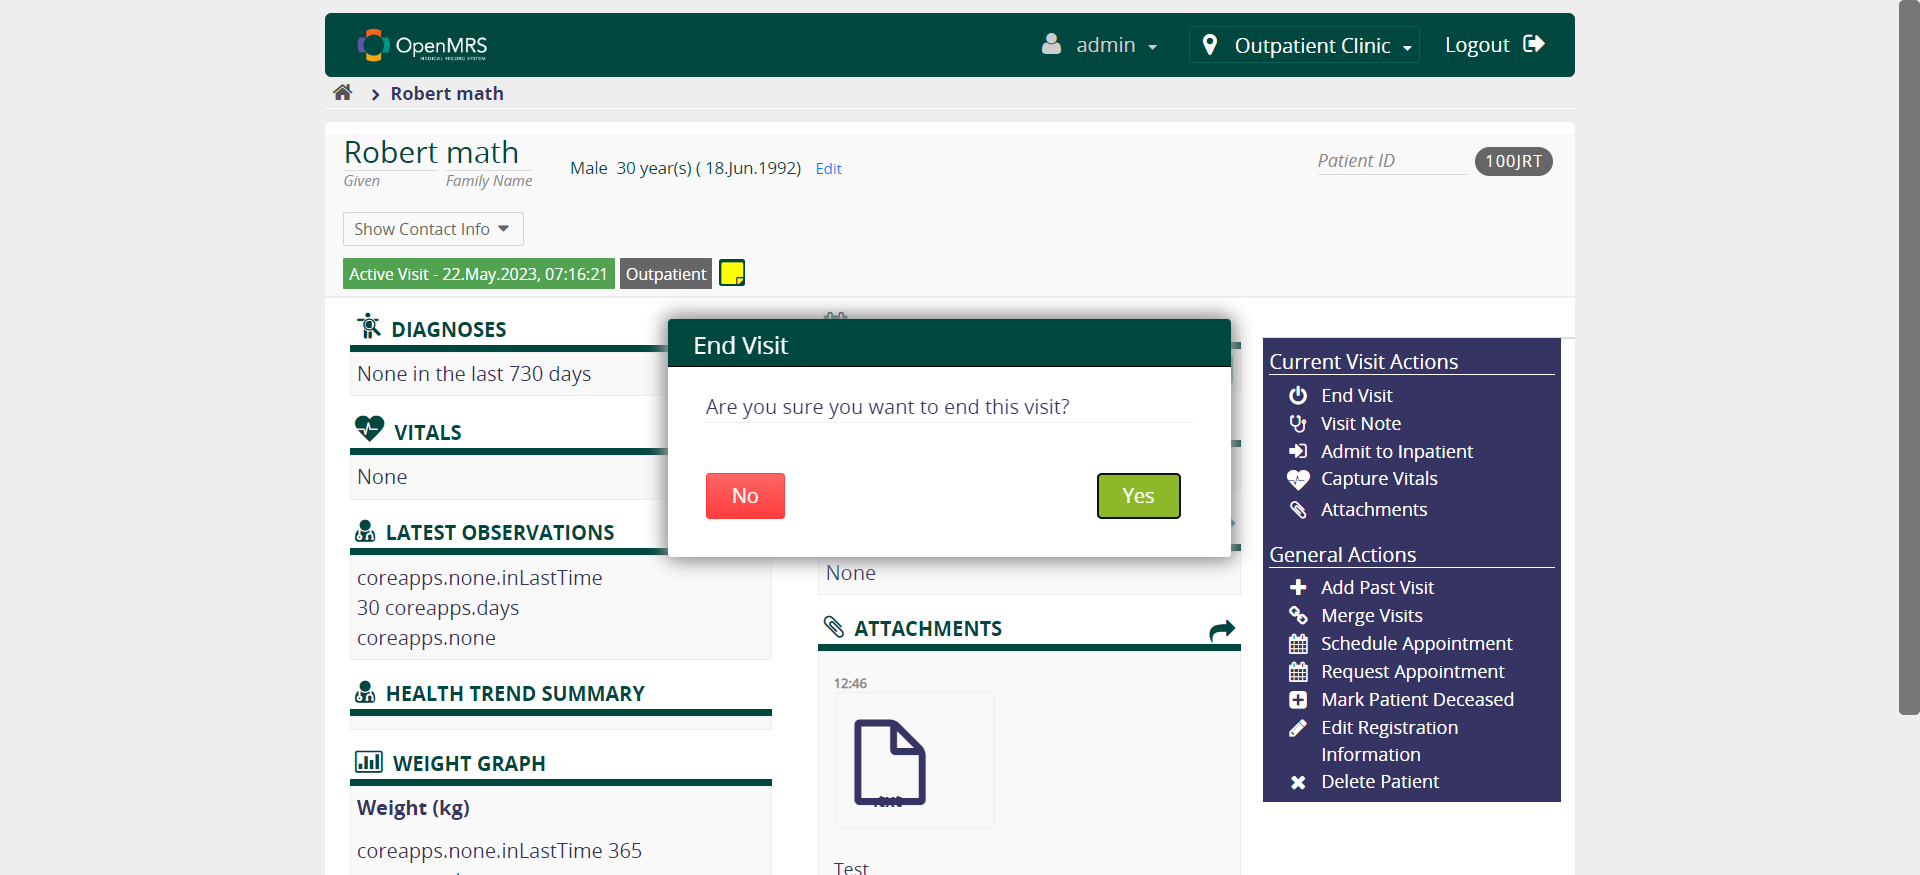 OpenMRS
MEDICAL RECORD SYSTEM
admin
Outpatient Clinic
Logout
Robert math
Robert math
Given
Family Name
Male 30 year(s) ( 18.Jun.1992) Edit
Patient ID
100JRT
Show Contact Info
Active Visit - 22.May.2023, 07:16:21
Outpatient
DIAGNOSES
None in the last 730 days
VITALS
None
LATEST OBSERVATIONS
coreapps.none.inLastTime
30 coreapps.days
coreapps.none
HEALTH TREND SUMMARY
WEIGHT GRAPH
Weight (kg)
coreapps.none.inLastTime 365
End Visit
Are you sure you want to end this visit?
No
Yes
None
ATTACHMENTS
12:46
.txt
Test
Current Visit Actions
End Visit
Visit Note
Admit to Inpatient
Capture Vitals
Attachments
General Actions
Add Past Visit
Merge Visits
Schedule Appointment
Request Appointment
Mark Patient Deceased
Edit Registration
Information
Delete Patient